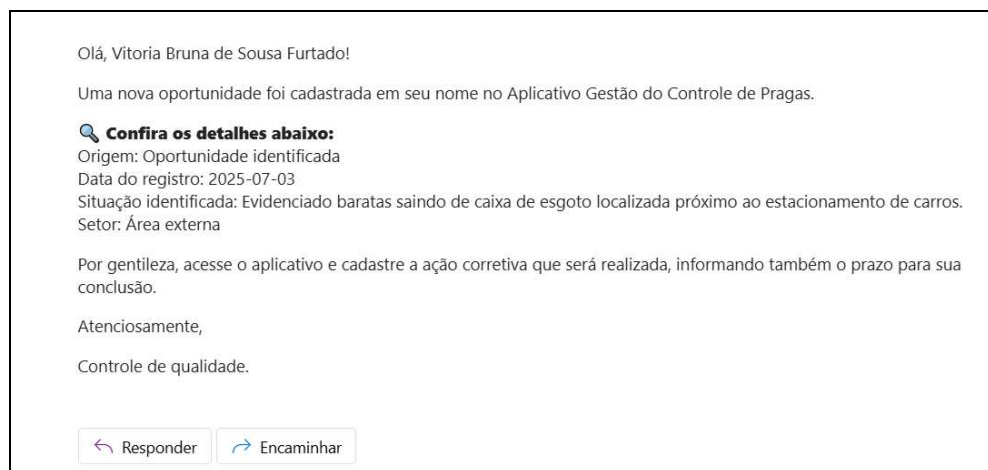 Olá, Vitoria Bruna de Sousa Furtado!
Uma nova oportunidade foi cadastrada em seu nome no Aplicativo Gestão do Controle de Pragas.
🔍 Confira os detalhes abaixo:
Origem: Oportunidade identificada
Data do registro: 2025-07-03
Situação identificada: Evidenciado baratas saindo de caixa de esgoto localizada próximo ao estacionamento de carros.
Setor: Área externa
Por gentileza, acesse o aplicativo e cadastre a ação corretiva que será realizada, informando também o prazo para sua
conclusão.
Atenciosamente,
Controle de qualidade.
Responder Encaminhar